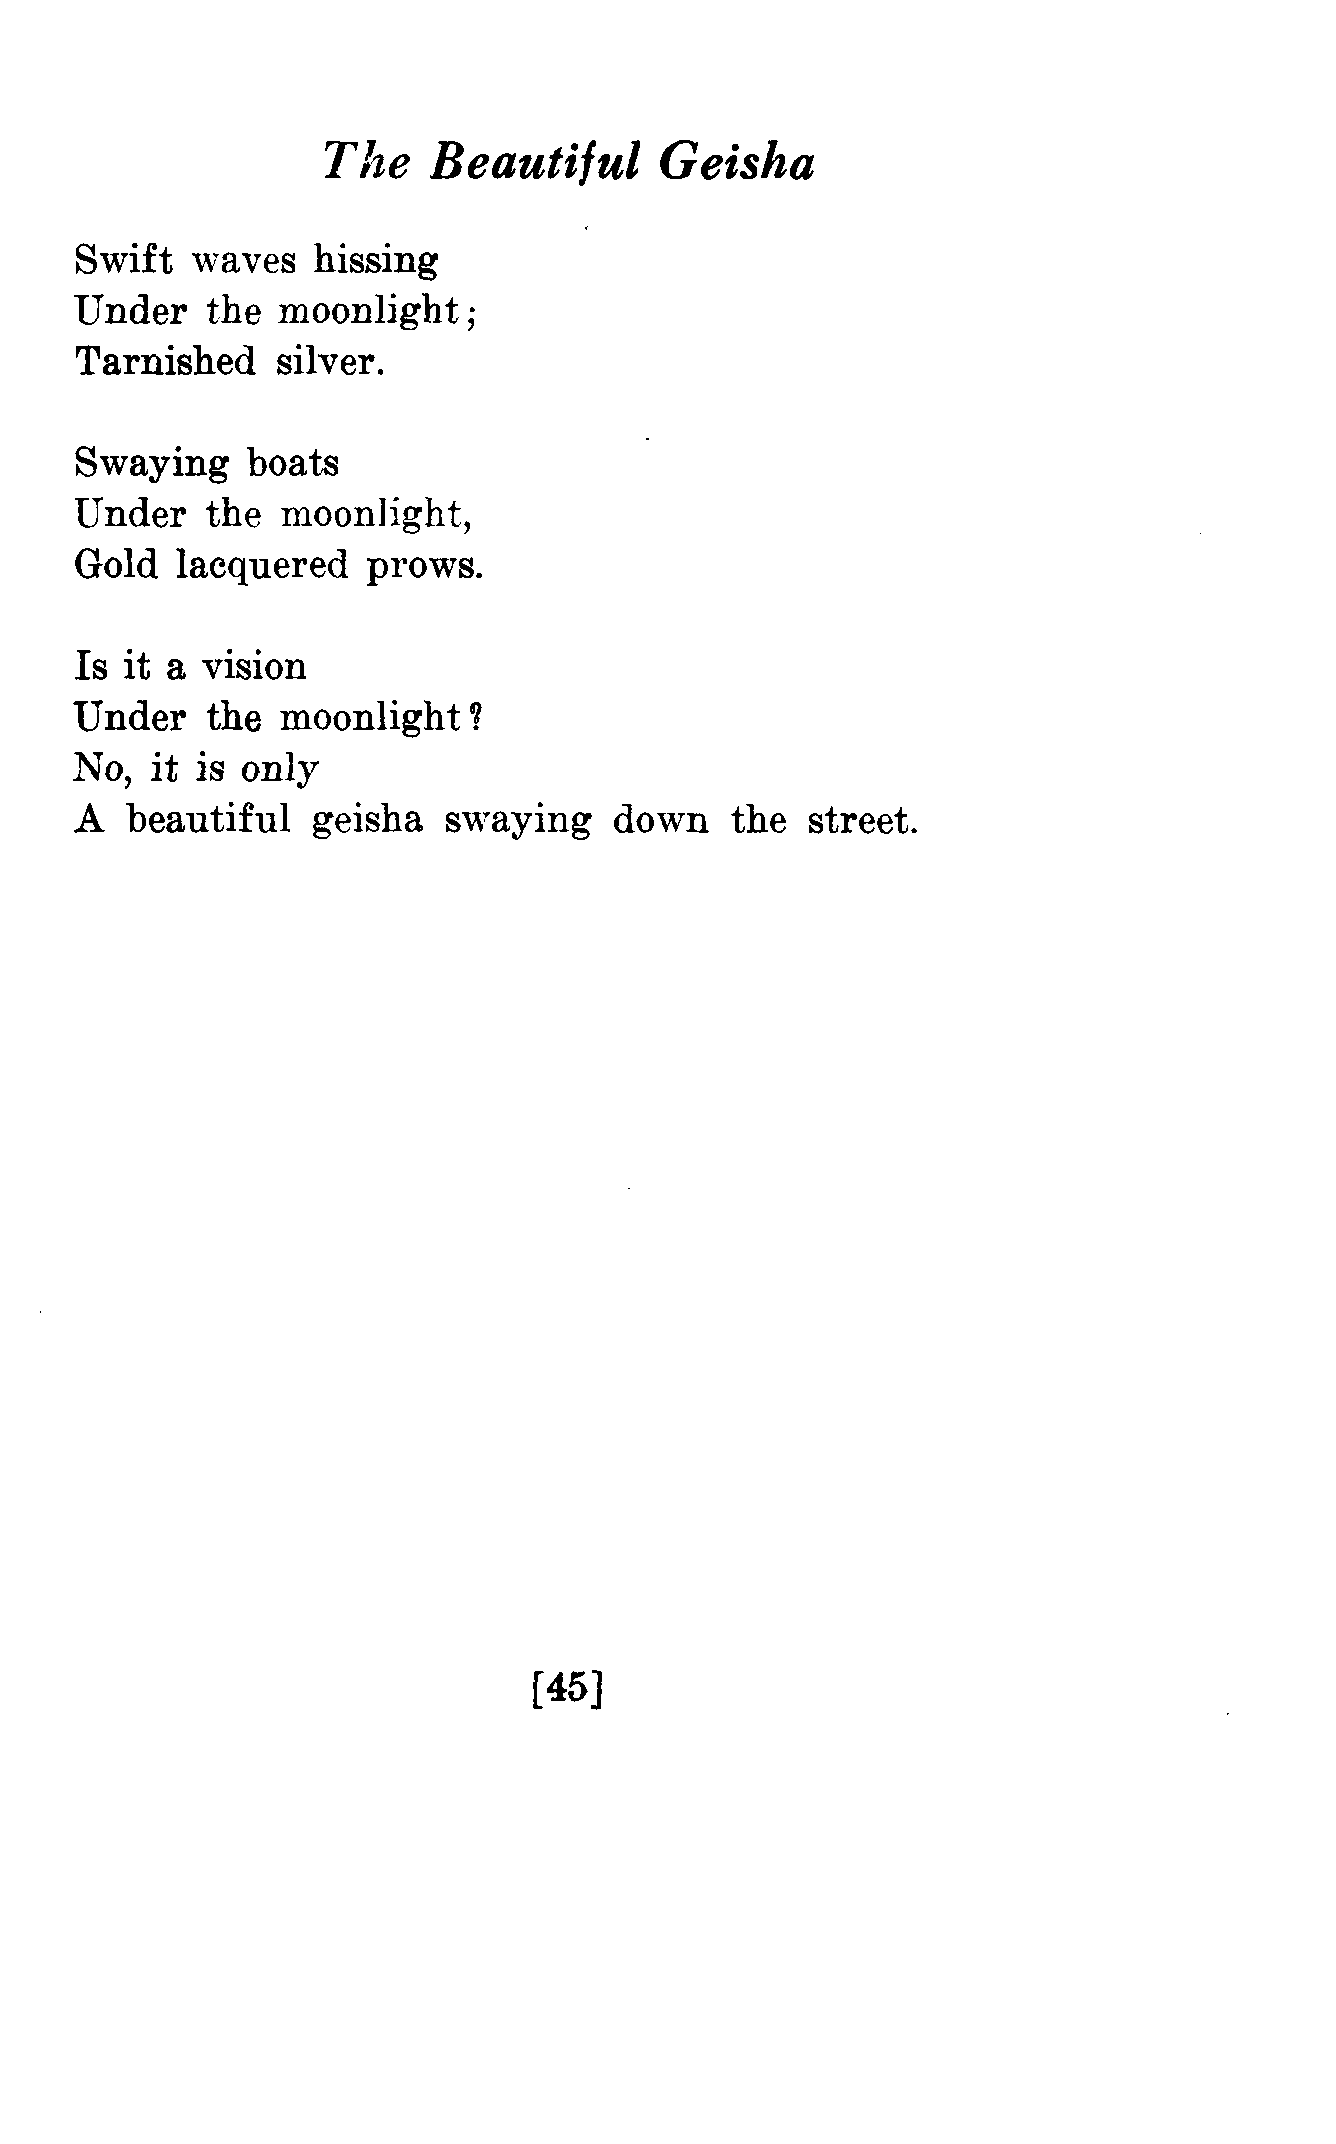 The Beautiful Geisha
Swift waves hissing
Under the moonlight;
Tarnished silver.
Swaying boats
Under the moonlight,
Gold lacquered prows.
Is it a vision
Under the moonlight?
No, it is only
A beautiful geisha swaying down the street.
[45]